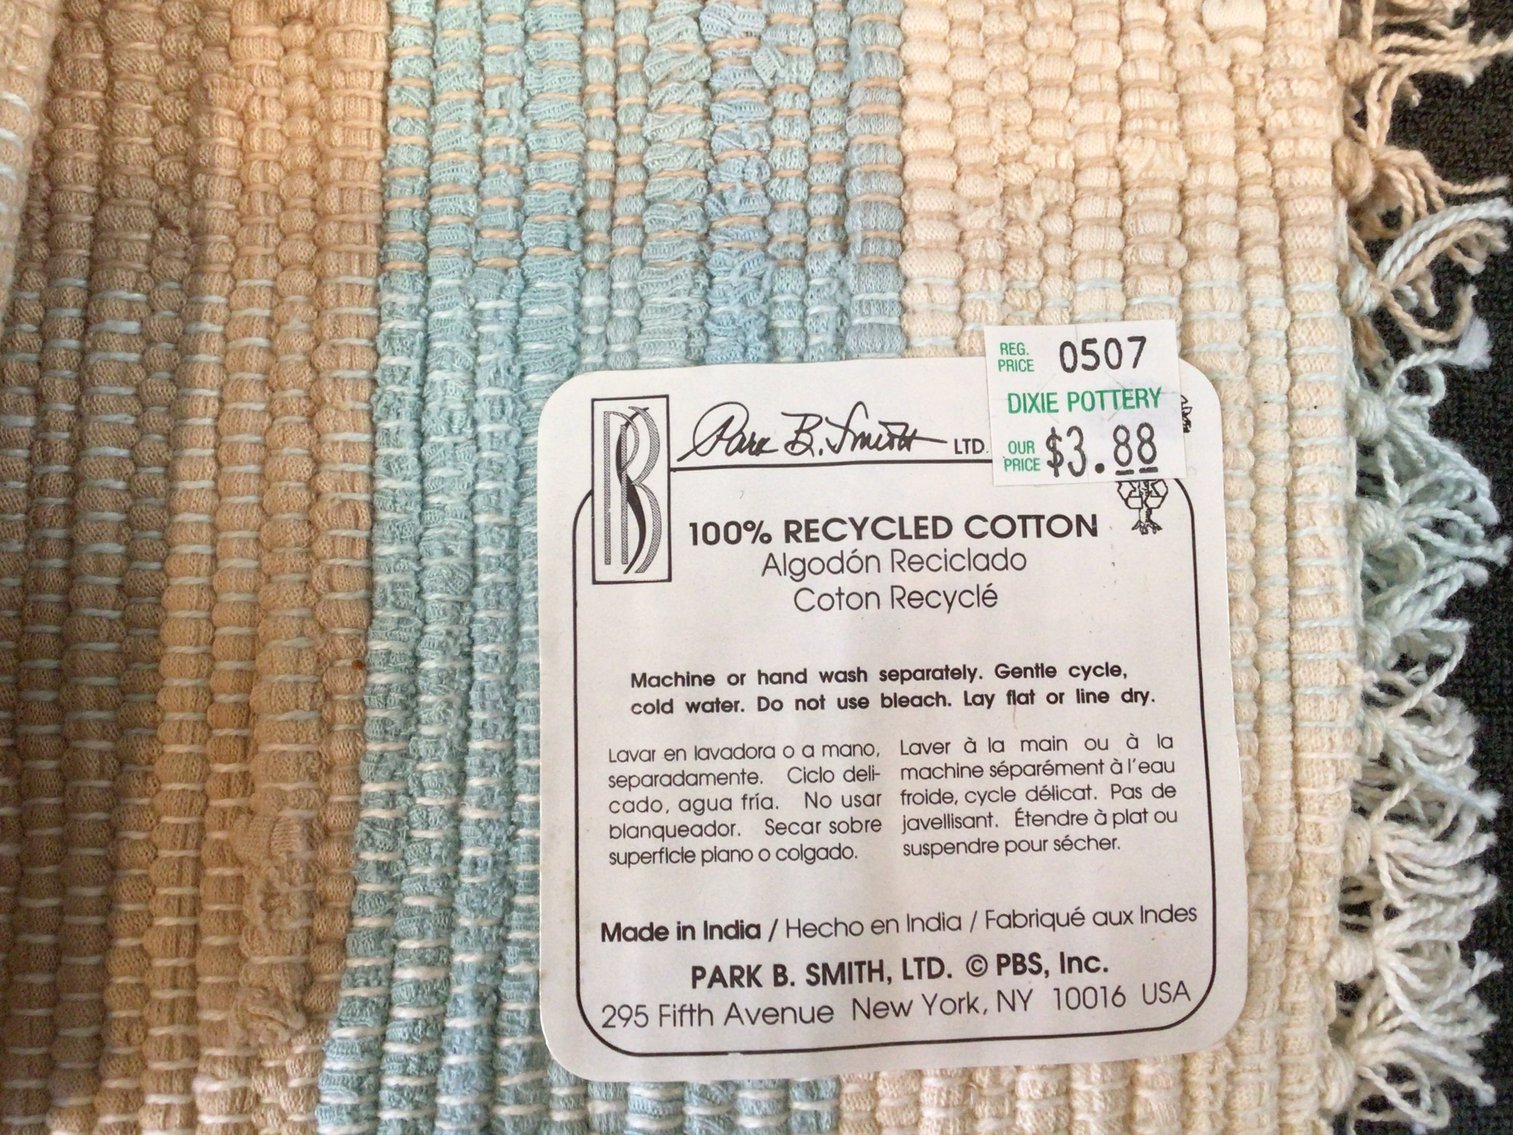 REG. PRICE 0507
DIXIE POTTERY
OUR PRICE $3.88
Park B. Smith LTD.
100% RECYCLED COTTON
Algodón Reciclado
Coton Recyclé
Machine or hand wash separately. Gentle cycle,
cold water. Do not use bleach. Lay flat or line dry.
Lavar en lavadora o a mano,
separadamente. Ciclo deli-
cado, agua fría. No usar
blanqueador. Secar sobre
superficie plano o colgado.
Laver à la main ou à la
machine séparément à l'eau
froide, cycle délicat. Pas de
javellisant. Étendre à plat ou
suspendre pour sécher.
Made in India / Hecho en India / Fabriqué aux Indes
PARK B. SMITH, LTD. © PBS, Inc.
295 Fifth Avenue New York, NY 10016 USA